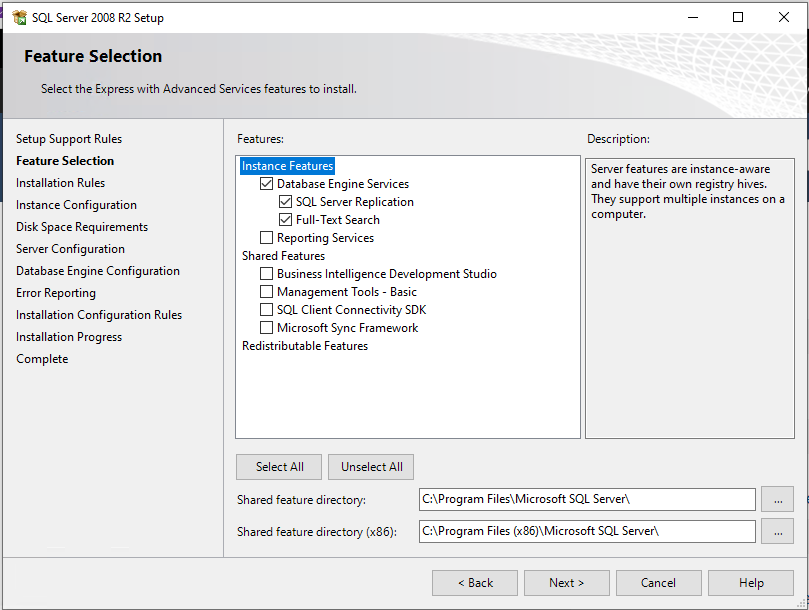 SQL Server 2008 R2 Setup
Feature Selection
Select the Express with Advanced Services features to install.
Setup Support Rules
Feature Selection
Installation Rules
Instance Configuration
Disk Space Requirements
Server Configuration
Database Engine Configuration
Error Reporting
Installation Configuration Rules
Installation Progress
Complete
Features:
Instance Features
Database Engine Services
SQL Server Replication
Full-Text Search
Reporting Services
Shared Features
Business Intelligence Development Studio
Management Tools - Basic
SQL Client Connectivity SDK
Microsoft Sync Framework
Redistributable Features
Description:
Server features are instance-aware
and have their own registry hives.
They support multiple instances on a
computer.
Select All
Unselect All
Shared feature directory:
C:\Program Files\Microsoft SQL Server\
...
Shared feature directory (x86):
C:\Program Files (x86)\Microsoft SQL Server\
...
< Back
Next >
Cancel
Help